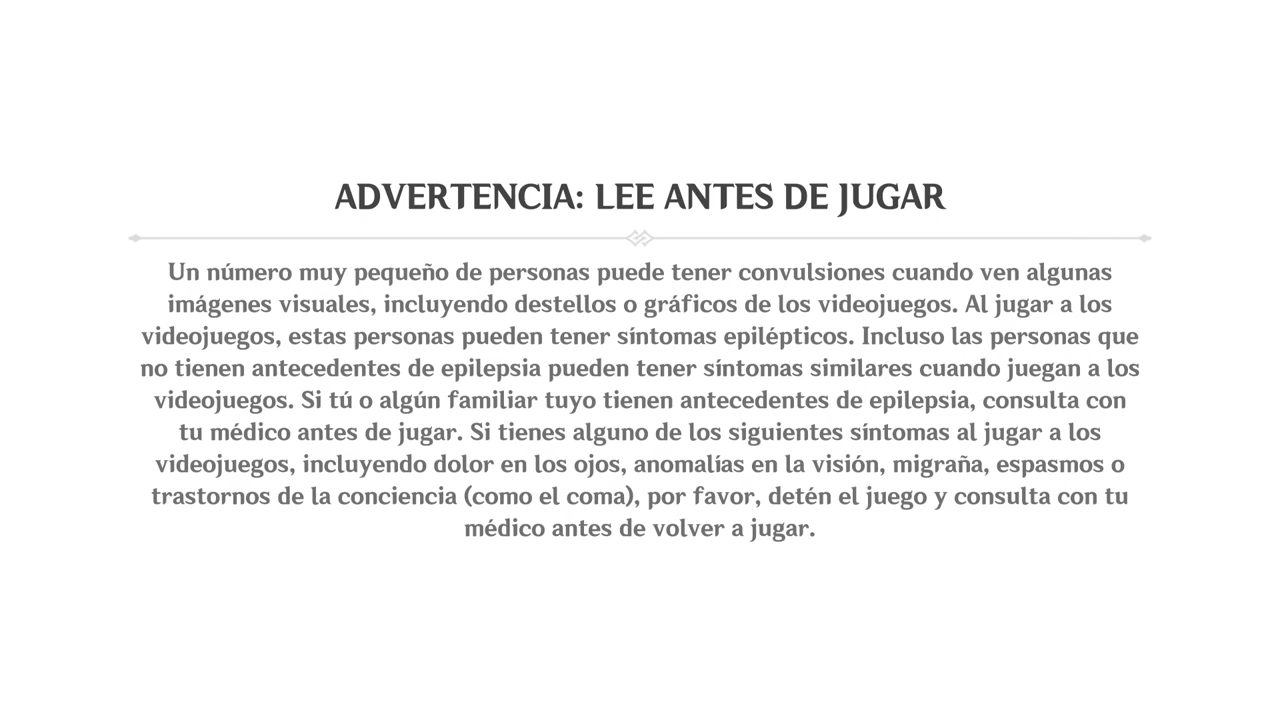 ADVERTENCIA: LEE ANTES DE JUGAR
Un número muy pequeño de personas puede tener convulsiones cuando ven algunas
imágenes visuales, incluyendo destellos o gráficos de los videojuegos. Al jugar a los
videojuegos, estas personas pueden tener síntomas epilépticos. Incluso las personas que
no tienen antecedentes de epilepsia pueden tener síntomas similares cuando juegan a los
videojuegos. Si tú o algún familiar tuyo tienen antecedentes de epilepsia, consulta con
tu médico antes de jugar. Si tienes alguno de los siguientes síntomas al jugar a los
videojuegos, incluyendo dolor en los ojos, anomalías en la visión, migraña, espasmos o
trastornos de la conciencia (como el coma), por favor, detén el juego y consulta con tu
médico antes de volver a jugar.